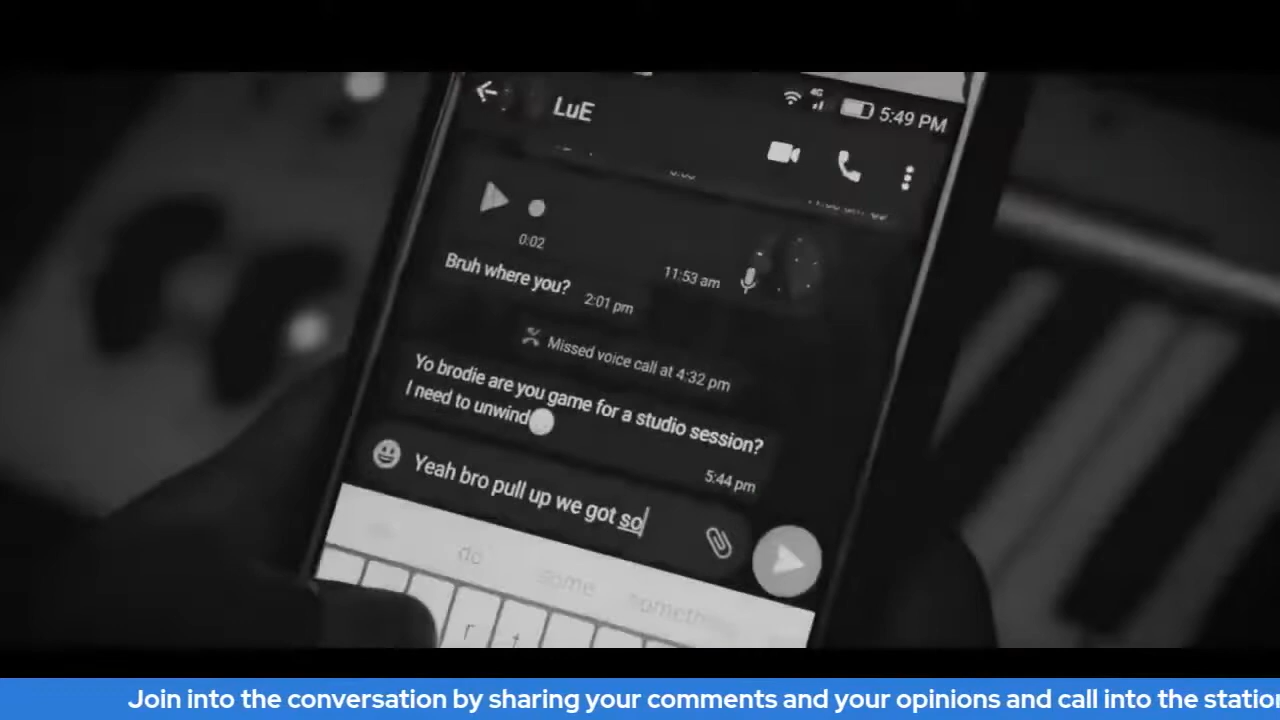 4G
5:49 PM
LuE
0:02
11:53 am
Bruh where you?
2:01 pm
Missed voice call at 4:32 pm
Yo brodie are you game for a studio session?
I need to unwind
5:44 pm
Yeah bro pull up we got so
do
some
r t
Join into the conversation by sharing your comments and your opinions and call into the station